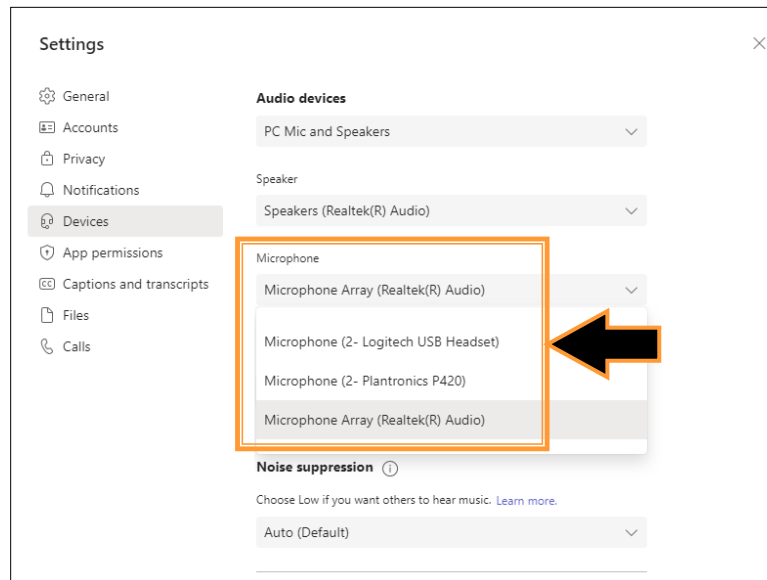 Settings
General
Accounts
Privacy
Notifications
Devices
App permissions
CC Captions and transcripts
Files
Calls
Audio devices
PC Mic and Speakers
Speaker
Speakers (Realtek(R) Audio)
Microphone
Microphone Array (Realtek(R) Audio)
Microphone (2- Logitech USB Headset)
Microphone (2- Plantronics P420)
Microphone Array (Realtek(R) Audio)
Noise suppression
Choose Low if you want others to hear music. Learn more.
Auto (Default)